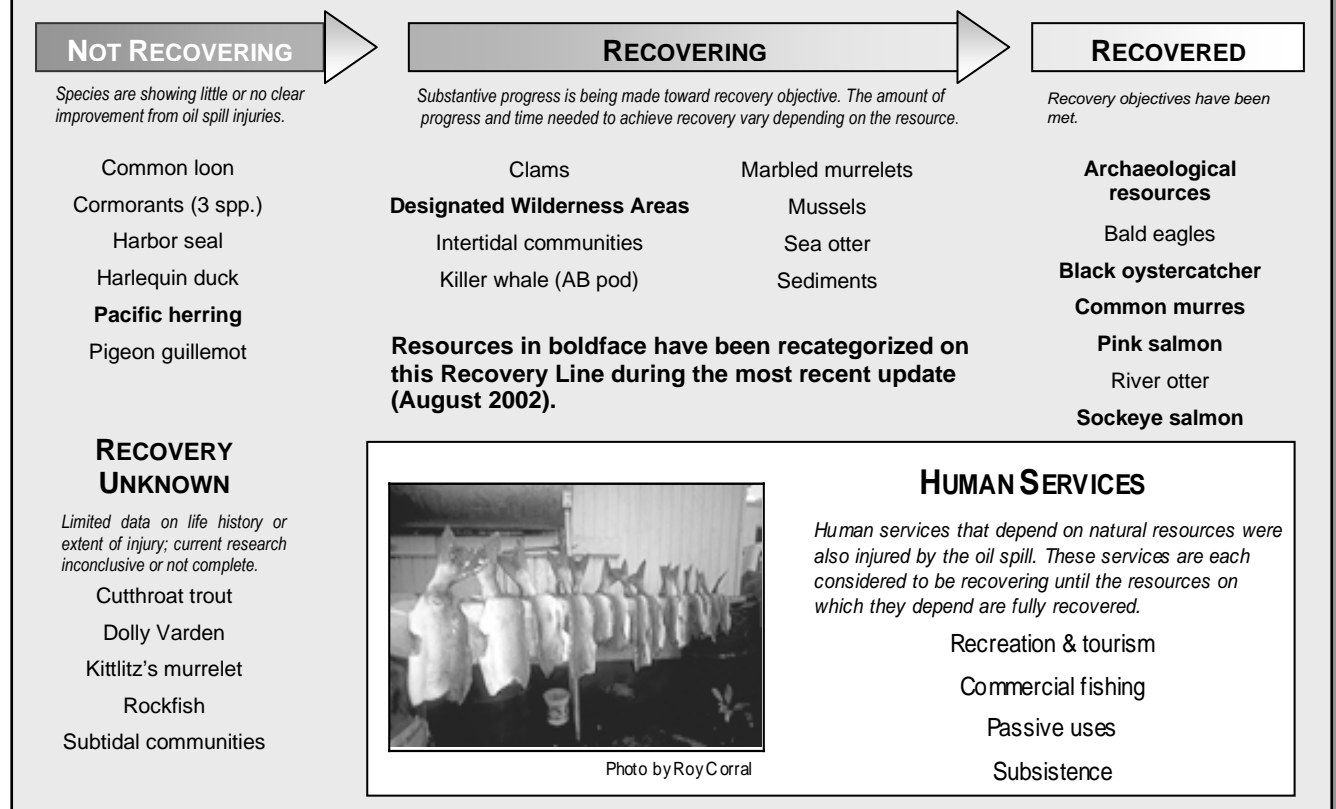 NOT RECOVERING
Species are showing little or no clear
improvement from oil spill injuries.
Common loon
Cormorants (3 spp.)
Harbor seal
Harlequin duck
Pacific herring
Pigeon guillemot
RECOVERING
Substantive progress is being made toward recovery objective. The amount of
progress and time needed to achieve recovery vary depending on the resource.
Clams
Designated Wilderness Areas
Intertidal communities
Killer whale (AB pod)
Marbled murrelets
Mussels
Sea otter
Sediments
Resources in boldface have been recategorized on
this Recovery Line during the most recent update
(August 2002).
RECOVERED
Recovery objectives have been
met.
Archaeological
resources
Bald eagles
Black oystercatcher
Common murres
Pink salmon
River otter
Sockeye salmon
RECOVERY
UNKNOWN
Limited data on life history or
extent of injury; current research
inconclusive or not complete.
Cutthroat trout
Dolly Varden
Kittlitz's murrelet
Rockfish
Subtidal communities
Photo by Roy Corral
HUMAN SERVICES
Human services that depend on natural resources were
also injured by the oil spill. These services are each
considered to be recovering until the resources on
which they depend are fully recovered.
Recreation & tourism
Commercial fishing
Passive uses
Subsistence